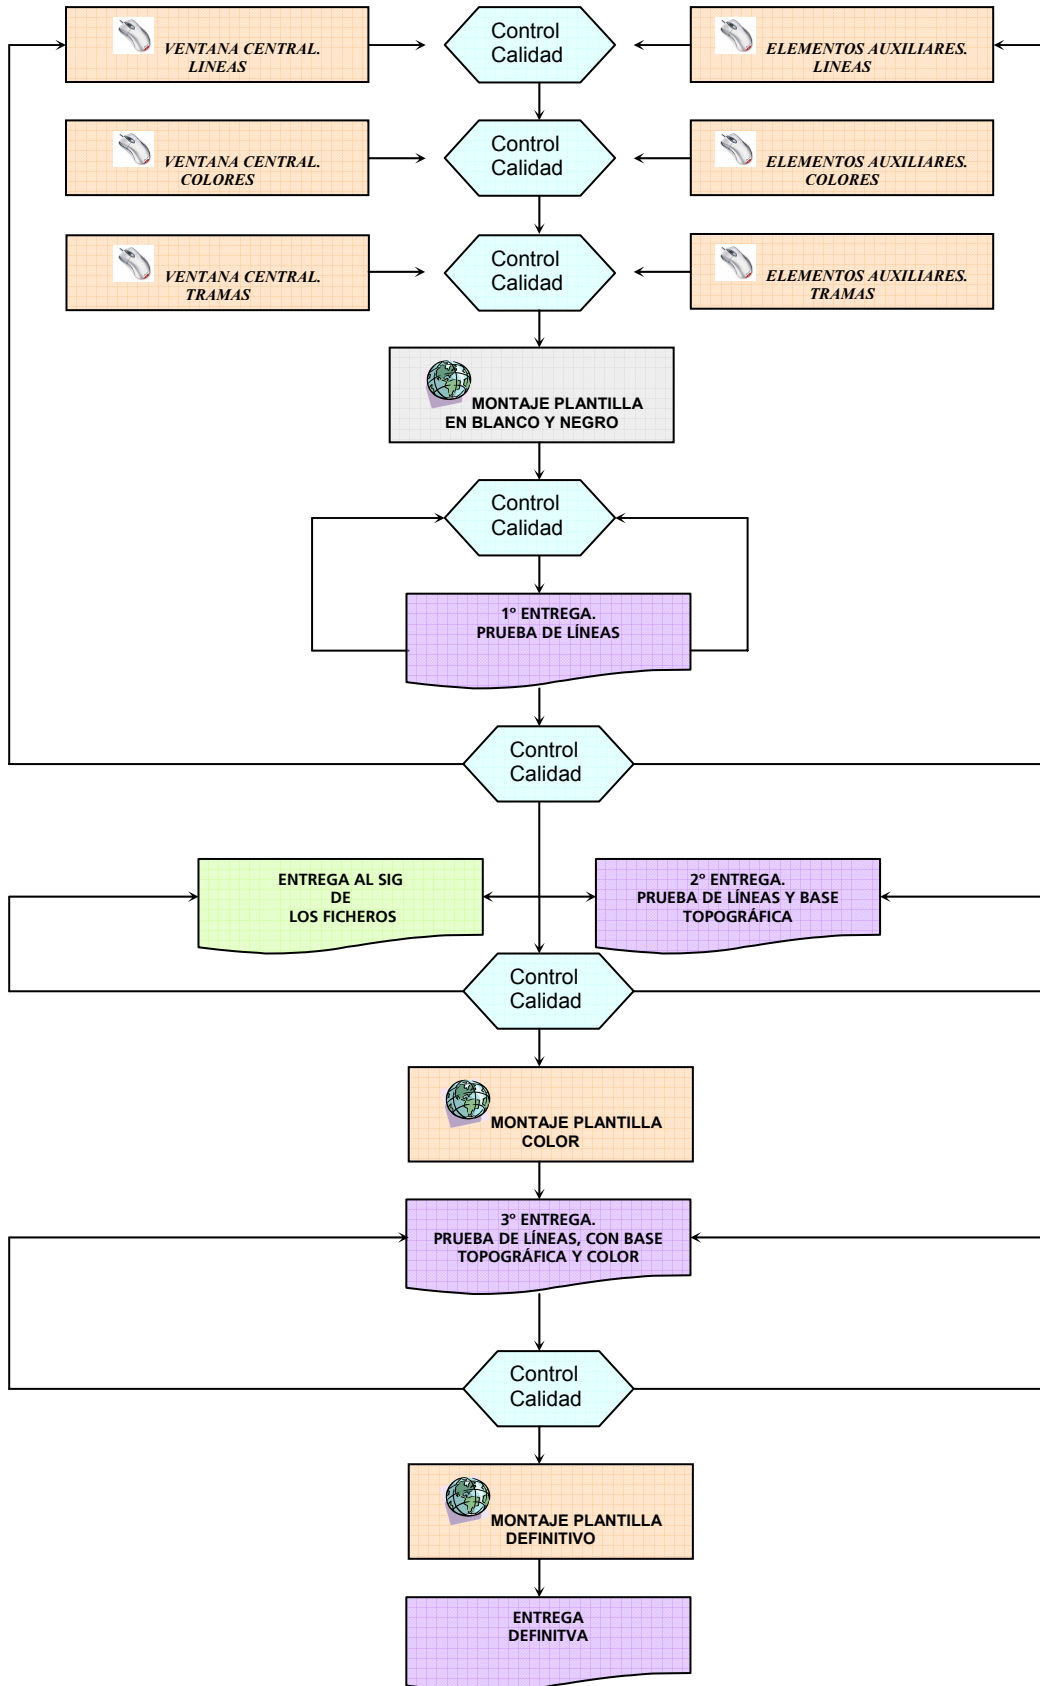 VENTANA CENTRAL.
LINEAS
Control
Calidad
ELEMENTOS AUXILIARES.
LINEAS
VENTANA CENTRAL.
COLORES
Control
Calidad
ELEMENTOS AUXILIARES.
COLORES
VENTANA CENTRAL.
TRAMAS
Control
Calidad
ELEMENTOS AUXILIARES.
TRAMAS
MONTAJE PLANTILLA
EN BLANCO Y NEGRO
Control
Calidad
1º ENTREGA.
PRUEBA DE LÍNEAS
Control
Calidad
ENTREGA AL SIG
DE
LOS FICHEROS
2º ENTREGA.
PRUEBA DE LÍNEAS Y BASE
TOPOGRÁFICA
Control
Calidad
MONTAJE PLANTILLA
COLOR
3º ENTREGA.
PRUEBA DE LÍNEAS, CON BASE
TOPOGRÁFICA Y COLOR
Control
Calidad
MONTAJE PLANTILLA
DEFINITIVO
ENTREGA
DEFINITVA